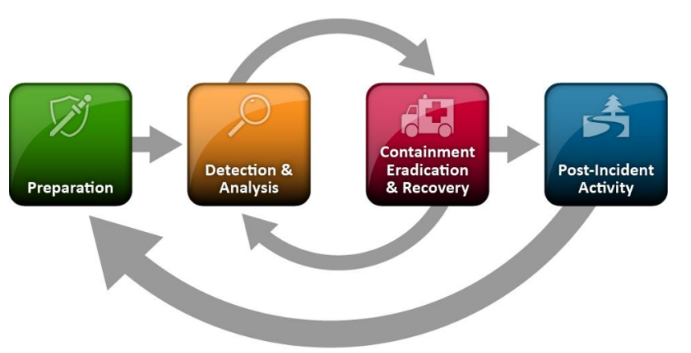 Preparation
Detection &
Analysis
Containment
Eradication
& Recovery
Post-Incident
Activity